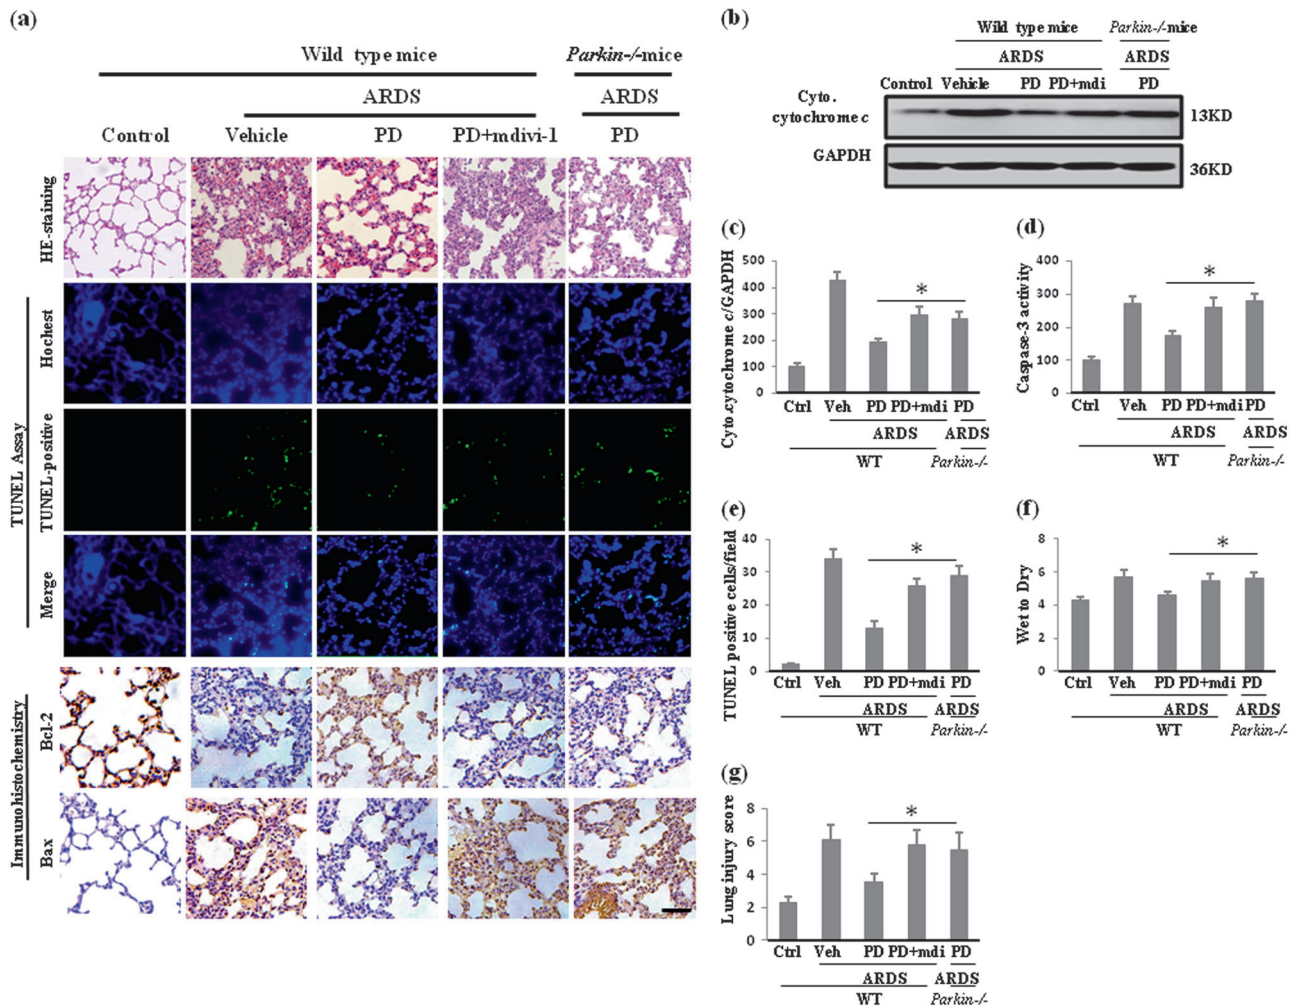 (a)
Wild type mice Parkin-/-mice
ARDS ARDS
Control Vehicle PD PD+mdivi-1 PD
HE-staining
TUNEL Assay
Hochest
TUNEL-positive
Merge
Immunohistochemistry
Bcl-2
Bax
(b)
Wild type mice Parkin-/-mice
ARDS ARDS
Control Vehicle PD PD+mdi PD
Cyto.
cytochrome c 13KD
GAPDH 36KD
(c)
Cyto.cytochrome c/GAPDH
500
400
300
200
100
0
*
Ctrl Veh PD PD+mdi PD
ARDS ARDS
WT Parkin-/-
(d)
Caspase-3 activity
400
300
200
100
0
*
Ctrl Veh PD PD+mdi PD
ARDS ARDS
WT Parkin-/-
(e)
TUNEL positive cells/field
40
30
20
10
0
*
Ctrl Veh PD PD+mdi PD
ARDS ARDS
WT Parkin-/-
(f)
Wet to Dry
8
6
4
2
0
*
Ctrl Veh PD PD+mdi PD
ARDS ARDS
WT Parkin-/-
(g)
Lung injury score
8
6
4
2
0
*
Ctrl Veh PD PD+mdi PD
ARDS ARDS
WT Parkin-/-